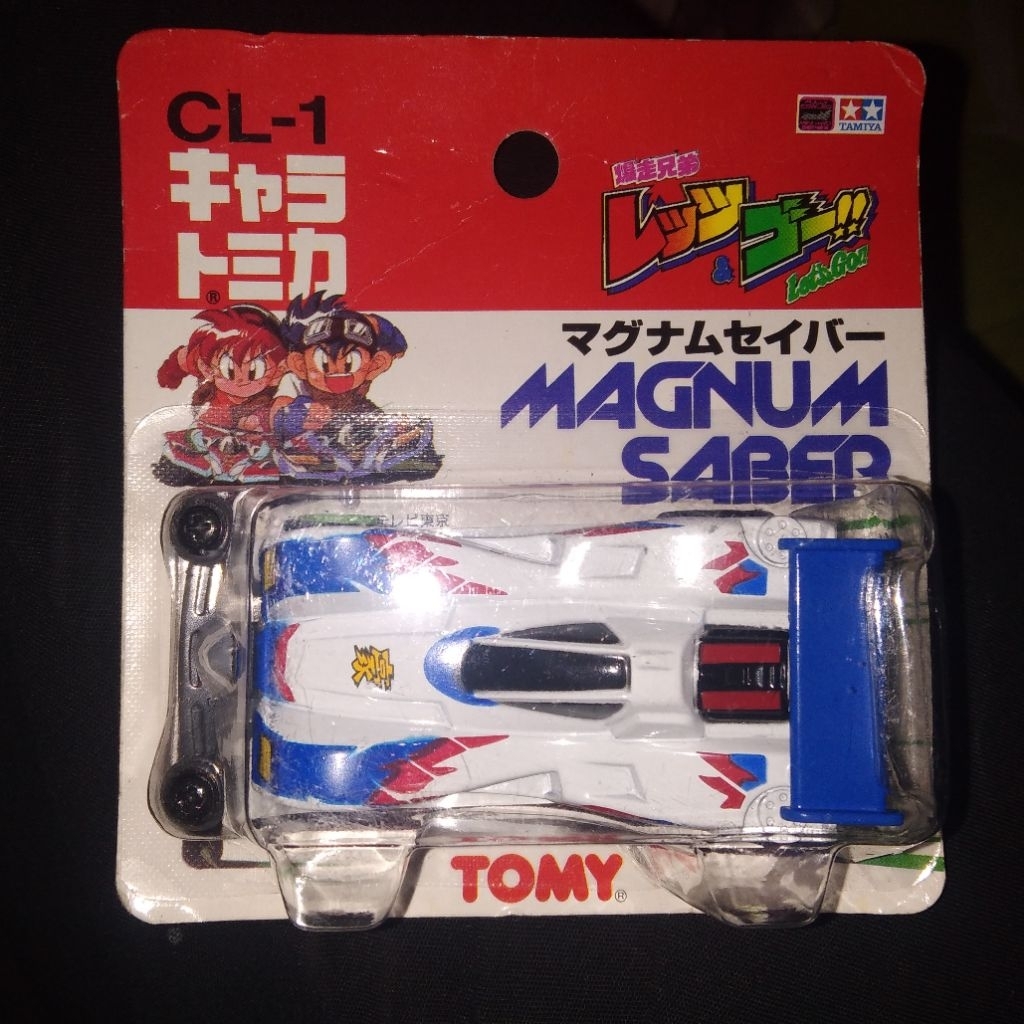 CL-1
キャラ
トミカ®
TAMIYA
爆走兄弟
レッツ
&
ゴー!!
Let's & Go!!
マグナムセイバー
MAGNUM
SABER
テレビ東京
TOMY®